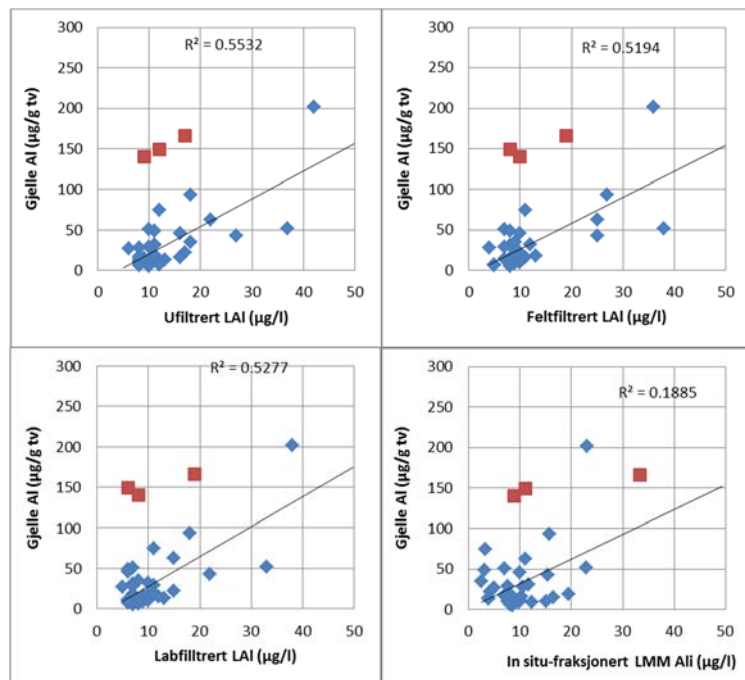 R² = 0.5532
300
250
200
150
100
50
0
0 10 20 30 40 50
Gjelle Al (µg/g tv)
Ufiltrert LAl (µg/l)
R² = 0.5194
300
250
200
150
100
50
0
0 10 20 30 40 50
Gjelle Al (µg/g tv)
Feltfiltrert LAl (µg/l)
R² = 0.5277
300
250
200
150
100
50
0
0 10 20 30 40 50
Gjelle Al (µg/g tv)
Labfilltrert LAl (µg/l)
R² = 0.1885
300
250
200
150
100
50
0
0 10 20 30 40 50
Gjelle Al (µg/g tv)
In situ-fraksjonert LMM Ali (µg/l)